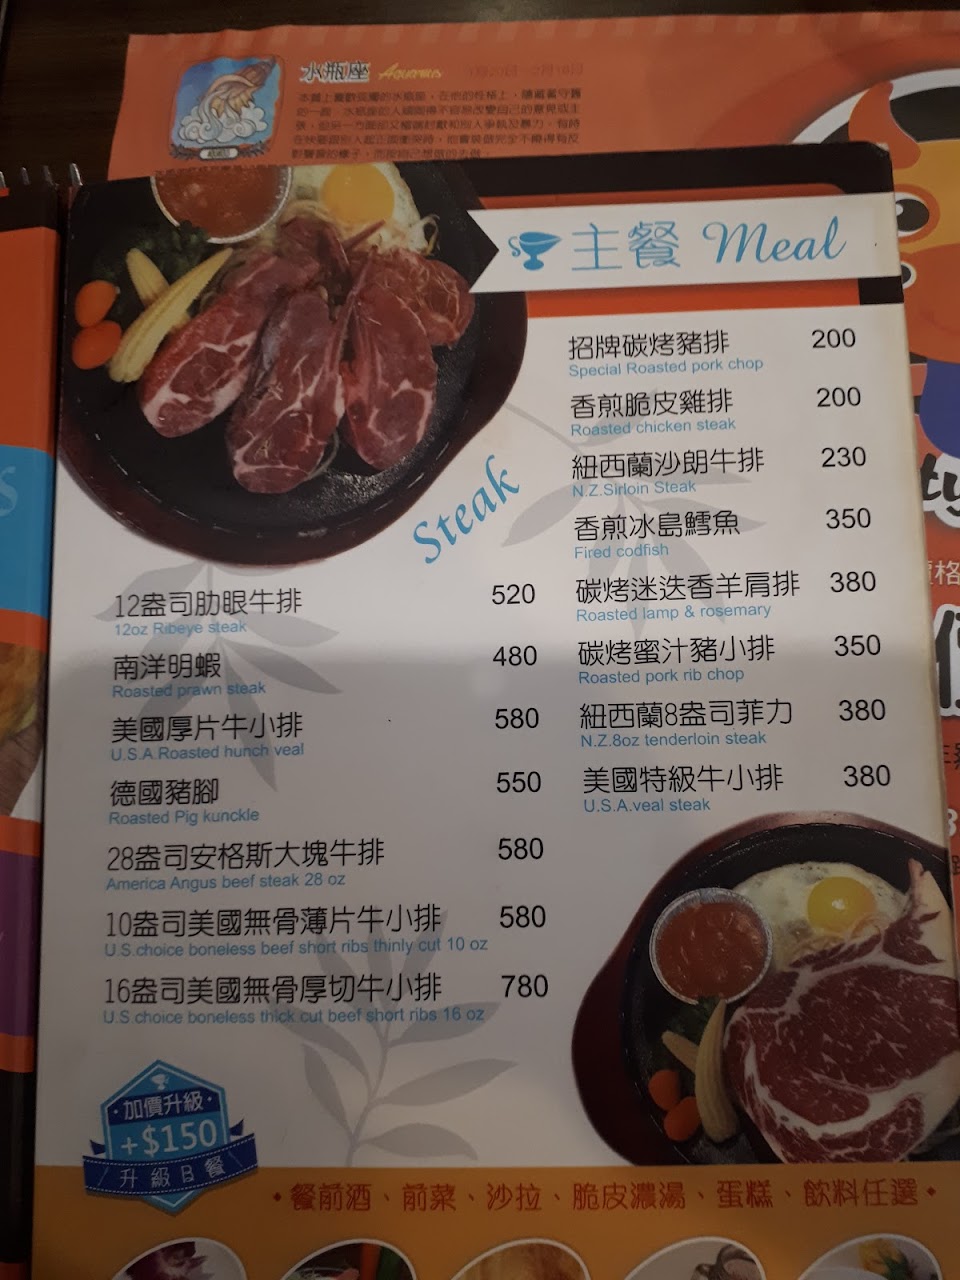 水瓶座 Aquarius
主餐 Meal
招牌碳烤豬排 200
Special Roasted pork chop
香煎脆皮雞排 200
Roasted chicken steak
紐西蘭沙朗牛排 230
N.Z.Sirloin Steak
香煎冰島鱈魚 350
Fired codfish
碳烤迷迭香羊肩排 380
Roasted lamp & rosemary
碳烤蜜汁豬小排 350
Roasted pork rib chop
紐西蘭8盎司菲力 380
N.Z.8oz tenderloin steak
美國特級牛小排 380
U.S.A.veal steak
Steak
12盎司肋眼牛排 520
12oz Ribeye steak
南洋明蝦 480
Roasted prawn steak
美國厚片牛小排 580
U.S.A.Roasted hunch veal
德國豬腳 550
Roasted Pig kunckle
28盎司安格斯大塊牛排 580
America Angus beef steak 28 oz
10盎司美國無骨薄片牛小排 580
U.S.choice boneless beef short ribs thinly cut 10 oz
16盎司美國無骨厚切牛小排 780
U.S.choice boneless thick cut beef short ribs 16 oz
·加價升級·
+$150
升級B餐
·餐前酒、前菜、沙拉、脆皮濃湯、蛋糕、飲料任選·